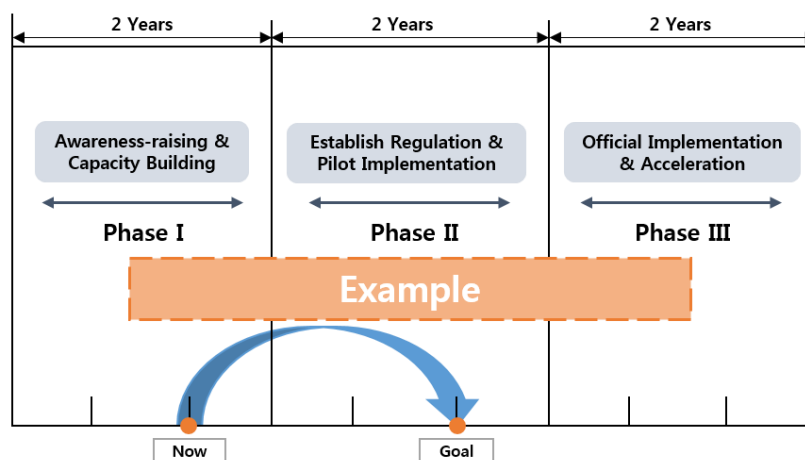 2 Years
2 Years
2 Years
Awareness-raising &
Capacity Building
Establish Regulation &
Pilot Implementation
Official Implementation
& Acceleration
Phase I
Phase II
Phase III
Example
Now
Goal